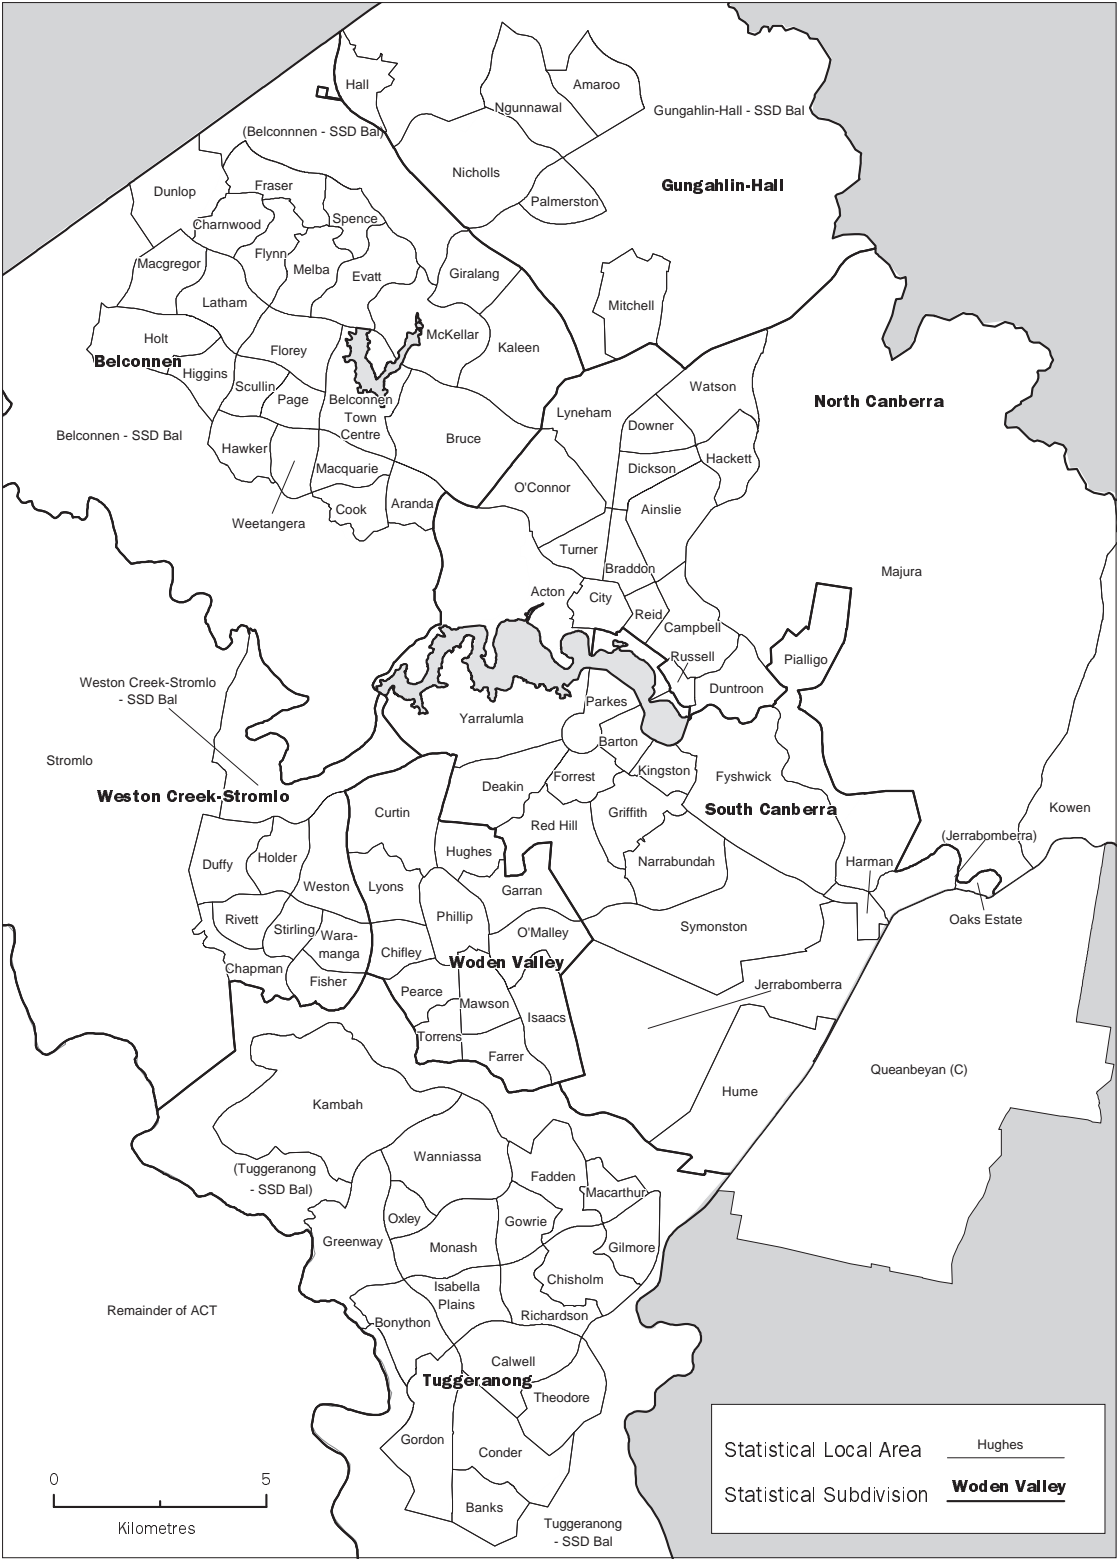 Hall
Amaroo
Ngunnawal
Gungahlin-Hall - SSD Bal
(Belconnnen - SSD Bal)
Nicholls
Gungahlin-Hall
Palmerston
Dunlop
Fraser
Charnwood
Spence
Flynn
Macgregor
Melba
Evatt
Giralang
Latham
Mitchell
Holt
McKellar
Kaleen
Belconnen
Florey
Higgins
Scullin
Page
Belconnen
Town
Centre
Watson
North Canberra
Lyneham
Downer
Belconnen - SSD Bal
Bruce
Hawker
Hackett
Macquarie
Dickson
O'Connor
Weetangera
Cook
Aranda
Ainslie
Turner
Braddon
Majura
Acton
City
Reid
Campbell
Russell
Pialligo
Weston Creek-Stromlo
- SSD Bal
Duntroon
Parkes
Yarralumla
Barton
Stromlo
Kingston
Forrest
Fyshwick
Deakin
Weston Creek-Stromlo
South Canberra
Kowen
Curtin
Griffith
Red Hill
(Jerrabomberra)
Hughes
Narrabundah
Harman
Duffy
Holder
Weston
Lyons
Garran
Oaks Estate
Rivett
Phillip
Symonston
Stirling
Wara-
manga
O'Malley
Chifley
Woden Valley
Chapman
Fisher
Jerrabomberra
Pearce
Mawson
Isaacs
Torrens
Farrer
Queanbeyan (C)
Hume
Kambah
Wanniassa
(Tuggeranong
- SSD Bal)
Fadden
Macarthur
Oxley
Gowrie
Greenway
Monash
Gilmore
Chisholm
Isabella
Plains
Remainder of ACT
Bonython
Richardson
Calwell
Tuggeranong
Theodore
Gordon
Conder
Banks
Tuggeranong
- SSD Bal
0 5
Kilometres
Statistical Local Area Hughes
Statistical Subdivision Woden Valley